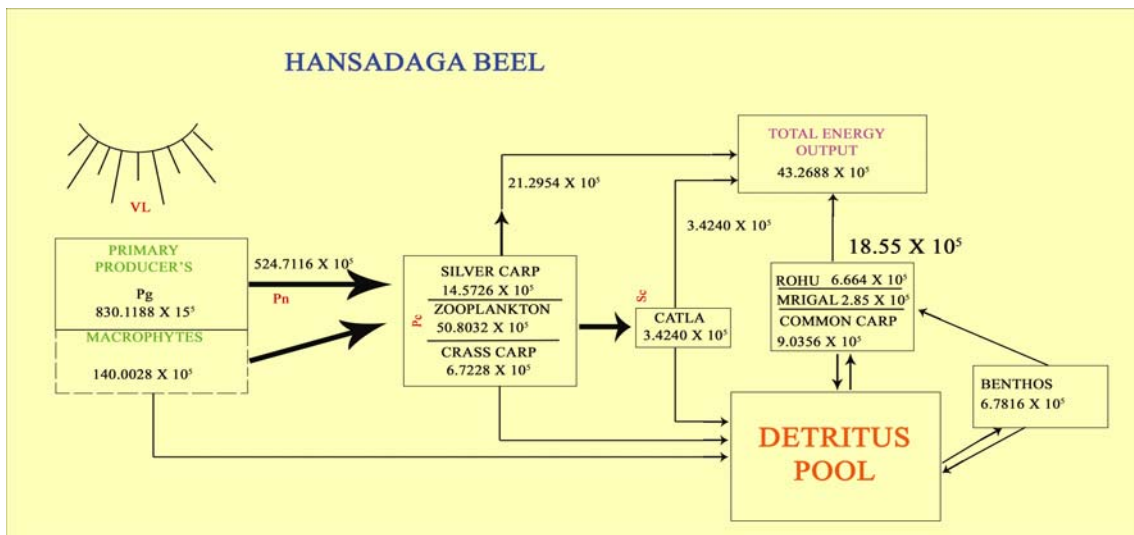 HANSADAGA BEEL
VL
PRIMARY
PRODUCER'S
Pg
830.1188 X 15⁵
MACROPHYTES
140.0028 X 10⁵
524.7116 X 10⁵
Pn
Pc
SILVER CARP
14.5726 X 10⁵
ZOOPLANKTON
50.8032 X 10⁵
CRASS CARP
6.7228 X 10⁵
21.2954 X 10⁵
Sc
CATLA
3.4240 X 10⁵
3.4240 X 10⁵
TOTAL ENERGY
OUTPUT
43.2688 X 10⁵
18.55 X 10⁵
ROHU 6.664 X 10⁵
MRIGAL 2.85 X 10⁵
COMMON CARP
9.0356 X 10⁵
BENTHOS
6.7816 X 10⁵
DETRITUS
POOL